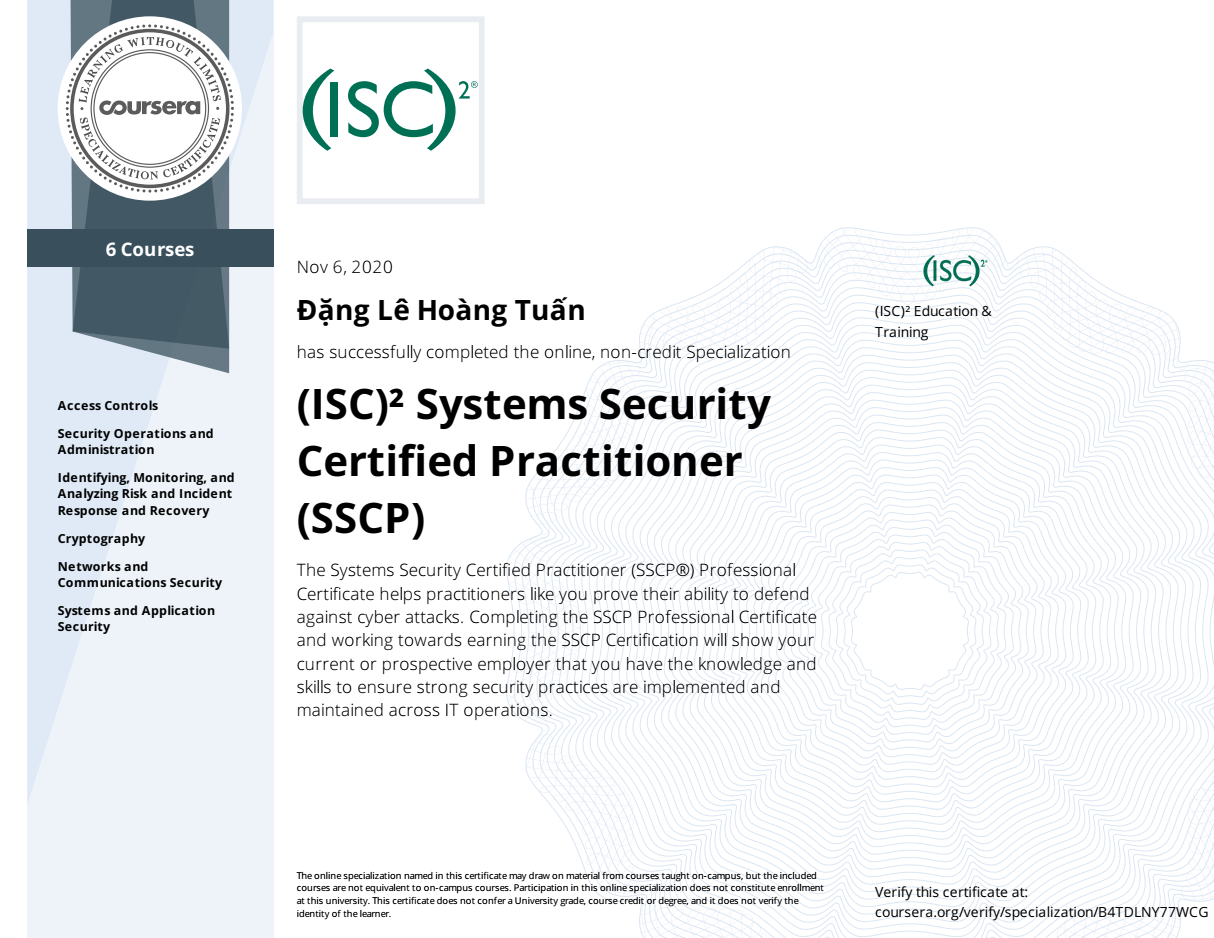 LEARNING WITHOUT LIMITS
coursera
SPECIALIZATION CERTIFICATE
6 Courses
Access Controls
Security Operations and
Administration
Identifying, Monitoring, and
Analyzing Risk and Incident
Response and Recovery
Cryptography
Networks and
Communications Security
Systems and Application
Security
(ISC)²®
Nov 6, 2020
Đặng Lê Hoàng Tuấn
has successfully completed the online, non-credit Specialization
(ISC)² Systems Security
Certified Practitioner
(SSCP)
The Systems Security Certified Practitioner (SSCP®) Professional
Certificate helps practitioners like you prove their ability to defend
against cyber attacks. Completing the SSCP Professional Certificate
and working towards earning the SSCP Certification will show your
current or prospective employer that you have the knowledge and
skills to ensure strong security practices are implemented and
maintained across IT operations.
(ISC)²®
(ISC)² Education &
Training
The online specialization named in this certificate may draw on material from courses taught on-campus, but the included
courses are not equivalent to on-campus courses. Participation in this online specialization does not constitute enrollment
at this university. This certificate does not confer a University grade, course credit or degree, and it does not verify the
identity of the learner.
Verify this certificate at:
coursera.org/verify/specialization/B4TDLNY77WCG